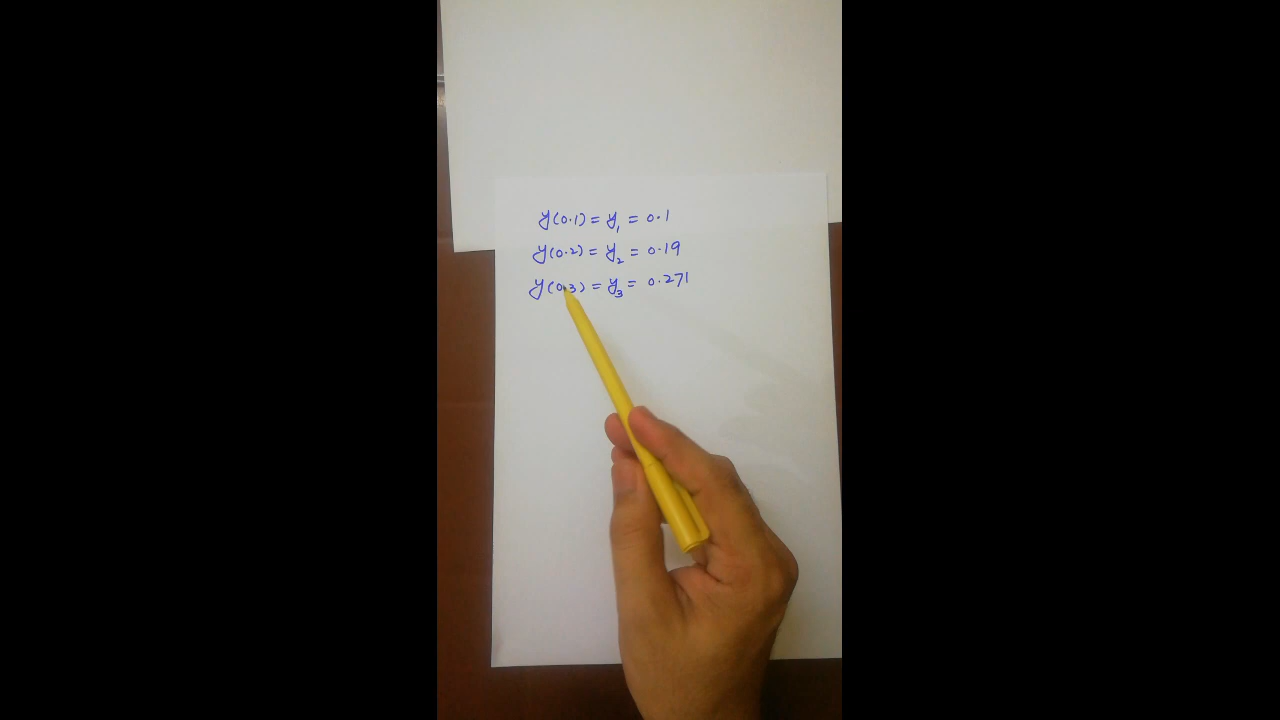 y(0.1) = y₁ = 0.1
y(0.2) = y₂ = 0.19
y(0.3) = y₃ = 0.271